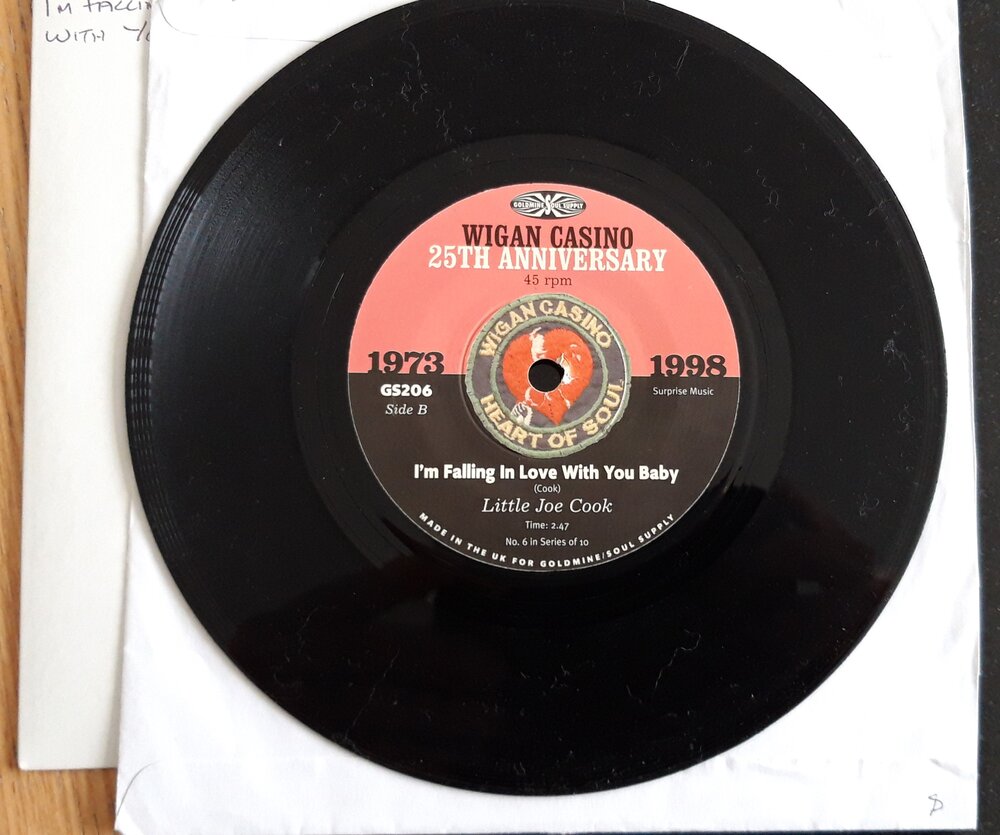 I'M FALLIN
WITH
GOLDMINE SOUL SUPPLY
WIGAN CASINO
25TH ANNIVERSARY
45 rpm
WIGAN CASINO
1973
1998
GS206
Surprise Music
Side B
HEART OF SOUL
I'm Falling In Love With You Baby
(Cook)
Little Joe Cook
Time: 2.47
No. 6 in Series of 10
MADE IN THE UK FOR GOLDMINE/SOUL SUPPLY